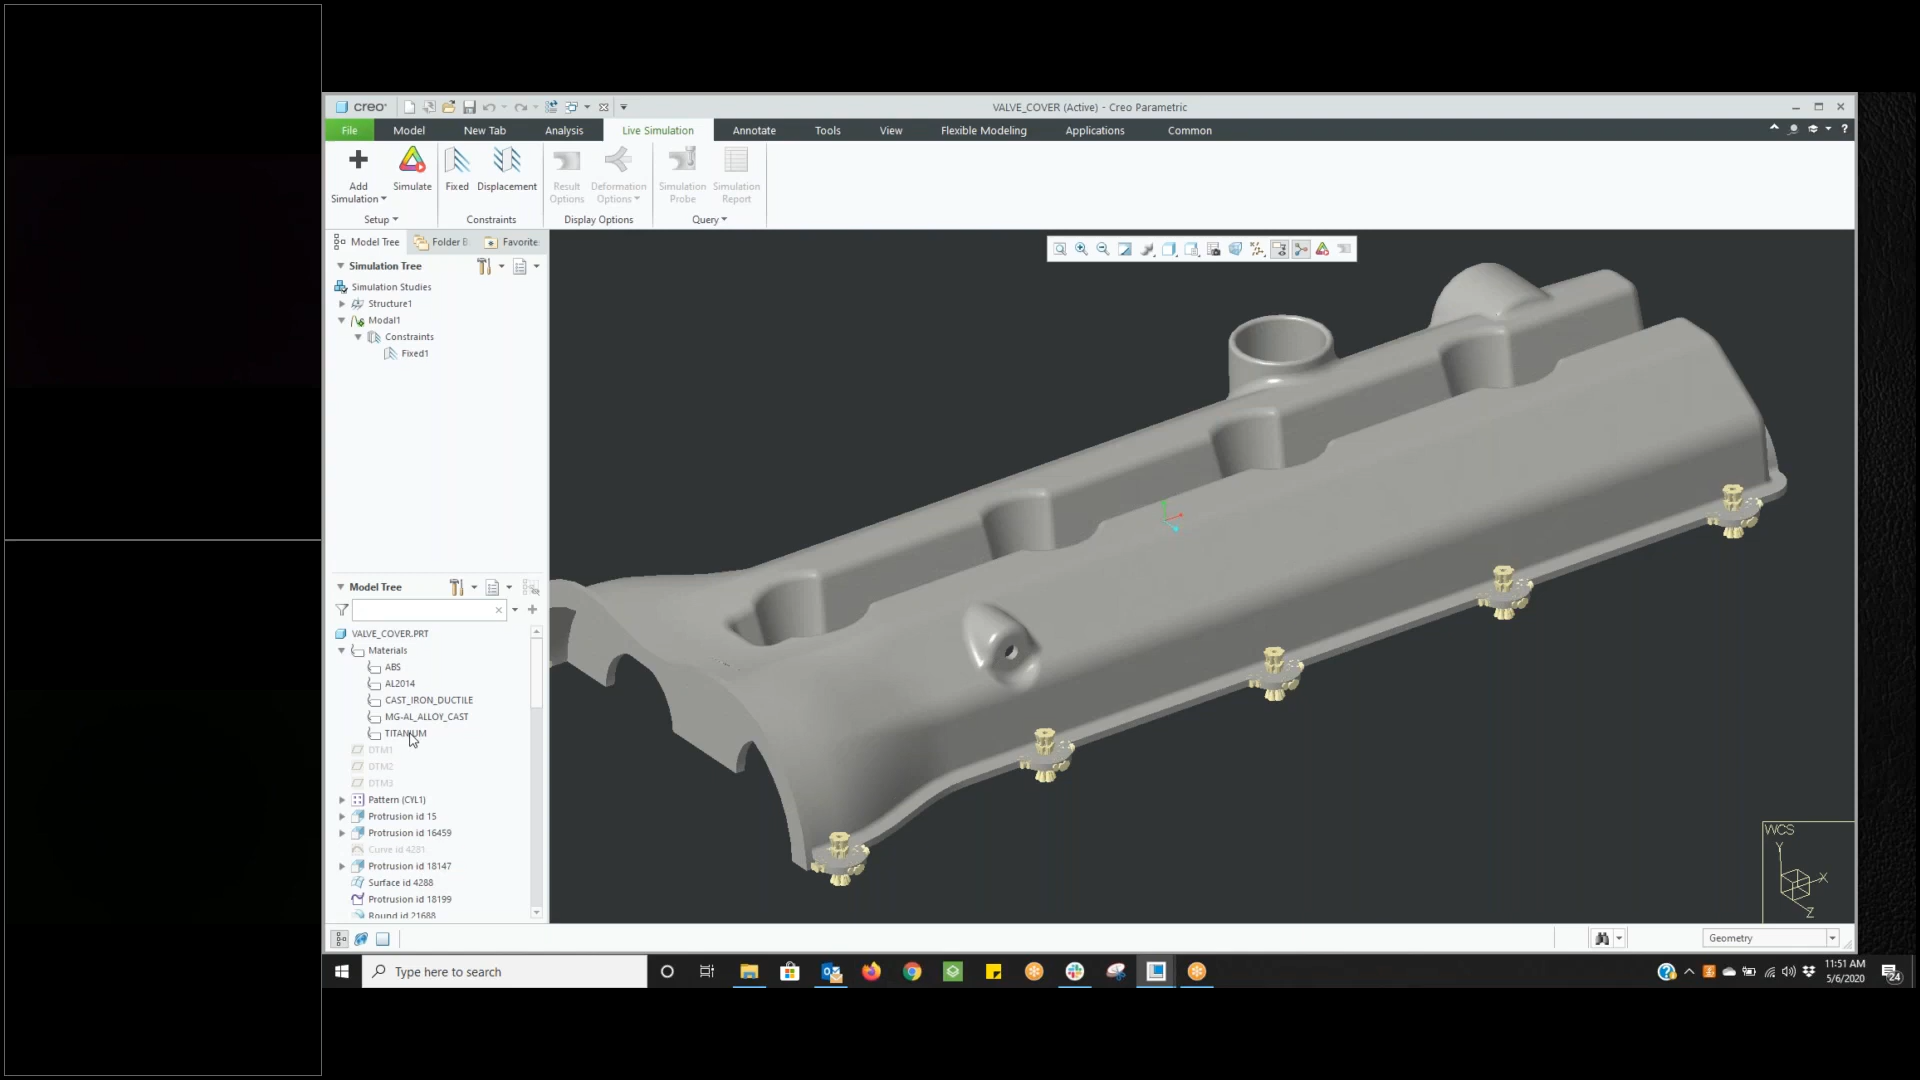 creo
VALVE_COVER (Active) - Creo Parametric
File
Model
New Tab
Analysis
Live Simulation
Annotate
Tools
View
Flexible Modeling
Applications
Common
Add
Simulation
Simulate
Fixed
Displacement
Result
Options
Deformation
Options
Simulation
Probe
Simulation
Report
Setup
Constraints
Display Options
Query
Model Tree
Folder B
Favorite
Simulation Tree
Simulation Studies
Structure1
Modal1
Constraints
Fixed1
Model Tree
VALVE_COVER.PRT
Materials
ABS
AL2014
CAST_IRON_DUCTILE
MG-AL_ALLOY_CAST
TITANIUM
DTM1
DTM2
DTM3
Pattern (CYL1)
Protrusion id 15
Protrusion id 16459
Curve id 4231
Protrusion id 18147
Surface id 4288
Protrusion id 18199
Round id 21688
WCS
Y
X
Z
Geometry
Type here to search
11:51 AM
5/6/2020
24